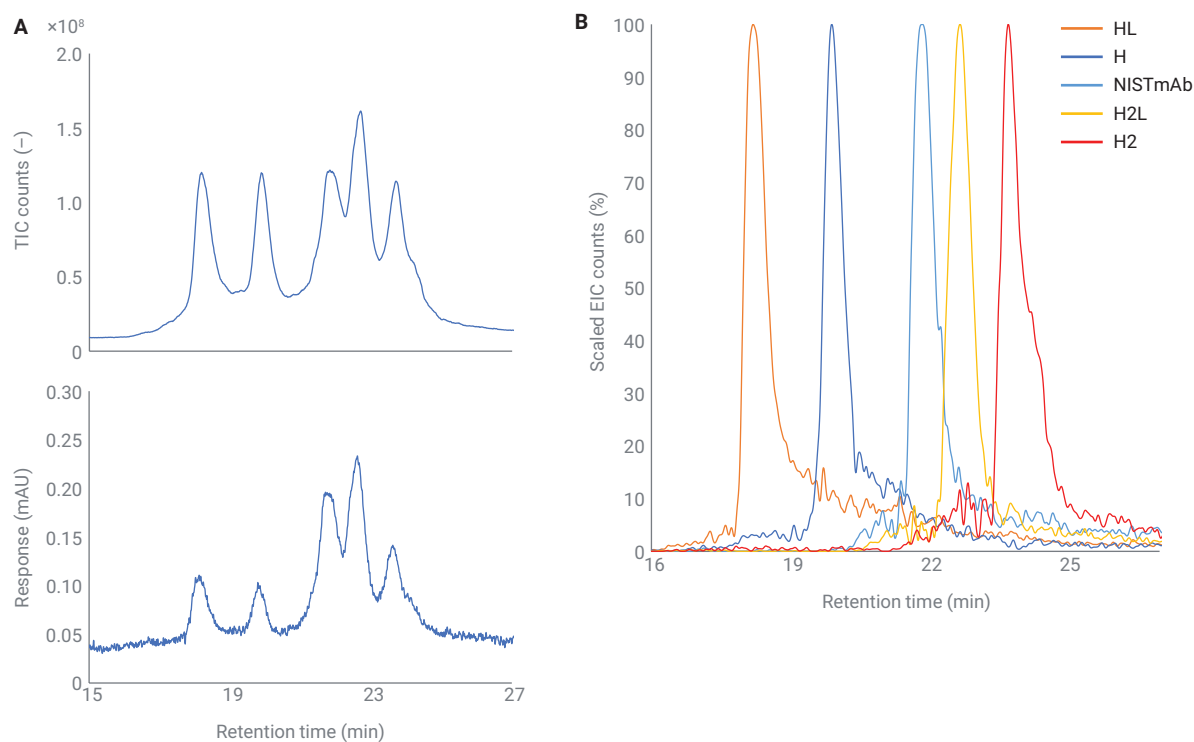 A
×10⁸
2.0
1.5
1.0
0.5
0
TIC counts (−)
0.30
0.25
0.20
0.15
0.10
0.05
0
Response (mAU)
15 19 23 27
Retention time (min)
B
100
90
80
70
60
50
40
30
20
10
0
Scaled EIC counts (%)
16 19 22 25
Retention time (min)
HL
H
NISTmAb
H2L
H2